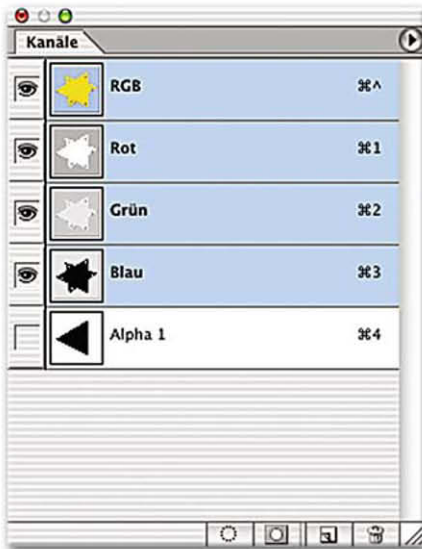 Kanäle
RGB ⌘^
Rot ⌘1
Grün ⌘2
Blau ⌘3
Alpha 1 ⌘4